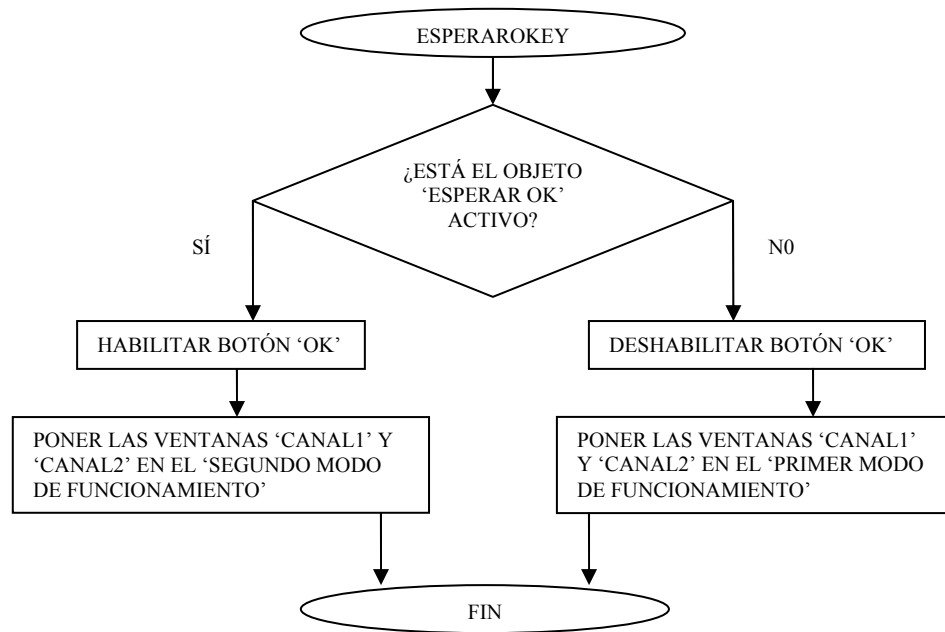 ESPERAROKEY
¿ESTÁ EL OBJETO
‘ESPERAR OK’
ACTIVO?
SÍ
N0
HABILITAR BOTÓN ‘OK’
DESHABILITAR BOTÓN ‘OK’
PONER LAS VENTANAS ‘CANAL1’ Y
‘CANAL2’ EN EL ‘SEGUNDO MODO
DE FUNCIONAMIENTO’
PONER LAS VENTANAS ‘CANAL1’
Y ‘CANAL2’ EN EL ‘PRIMER MODO
DE FUNCIONAMIENTO’
FIN